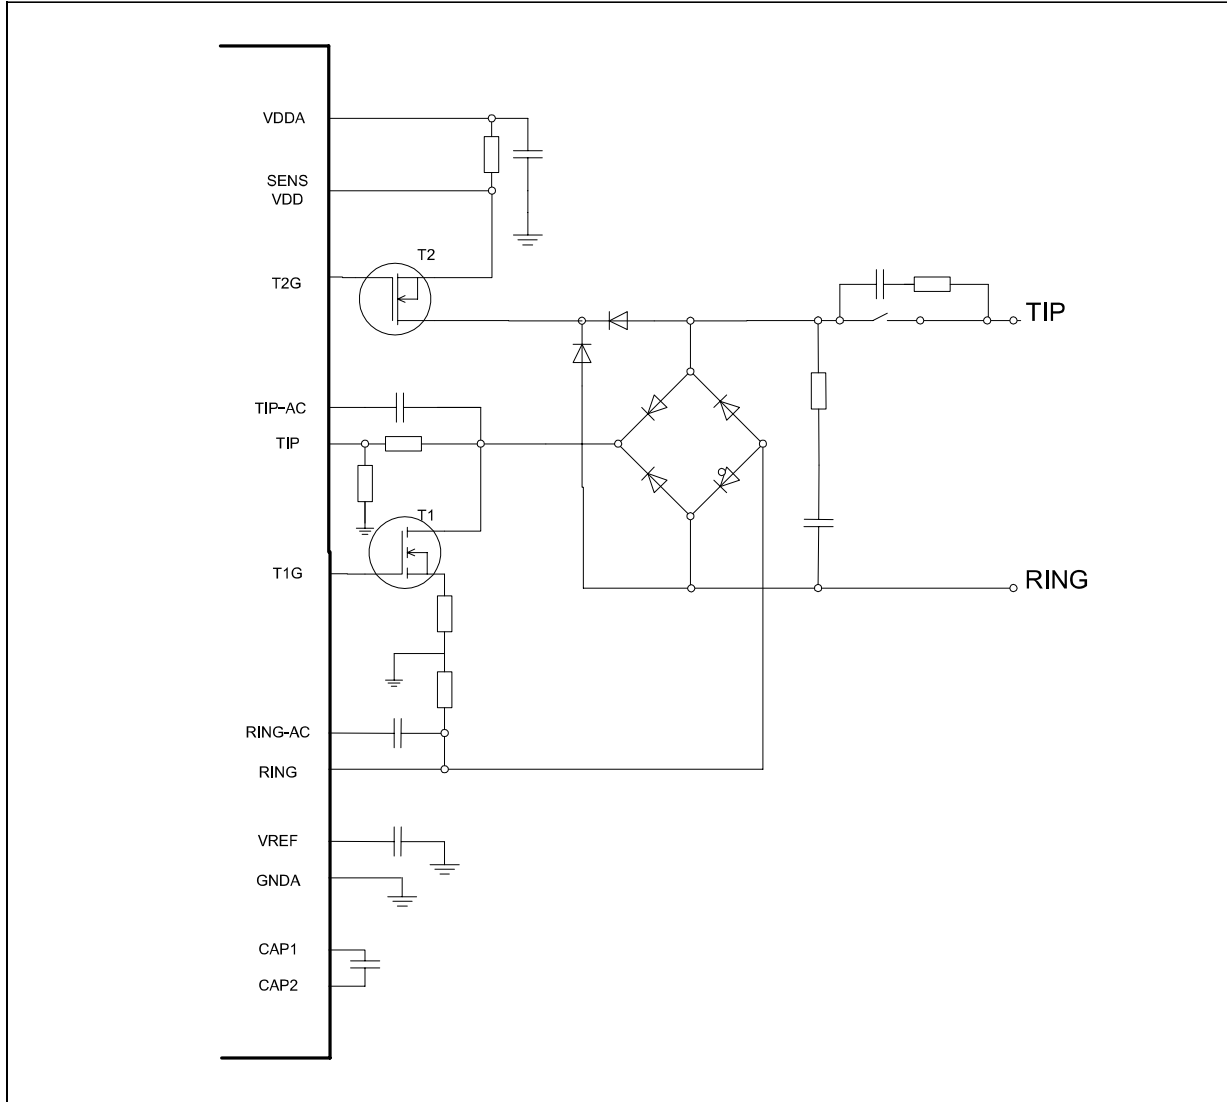 VDDA
SENS
VDD
T2
T2G
TIP
TIP-AC
TIP
T1
T1G
RING
RING-AC
RING
VREF
GNDA
CAP1
CAP2